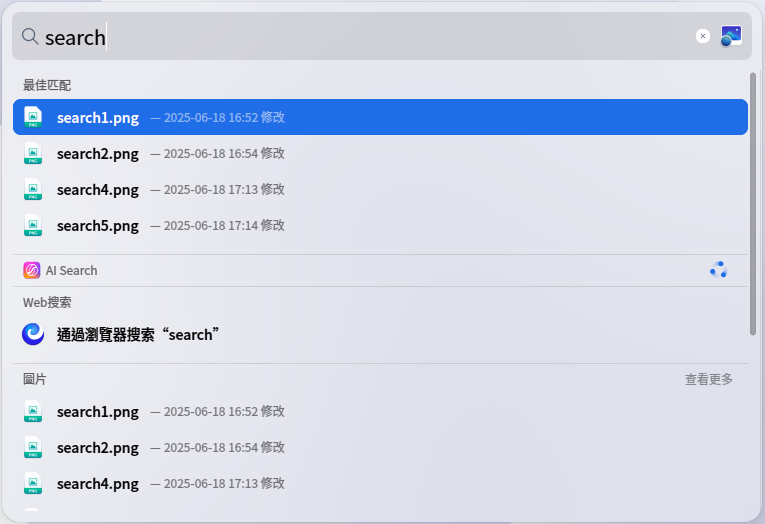 search
最佳匹配
search1.png — 2025-06-18 16:52 修改
search2.png — 2025-06-18 16:54 修改
search4.png — 2025-06-18 17:13 修改
search5.png — 2025-06-18 17:14 修改
AI Search
Web搜索
通過瀏覽器搜索“search”
圖片 查看更多
search1.png — 2025-06-18 16:52 修改
search2.png — 2025-06-18 16:54 修改
search4.png — 2025-06-18 17:13 修改